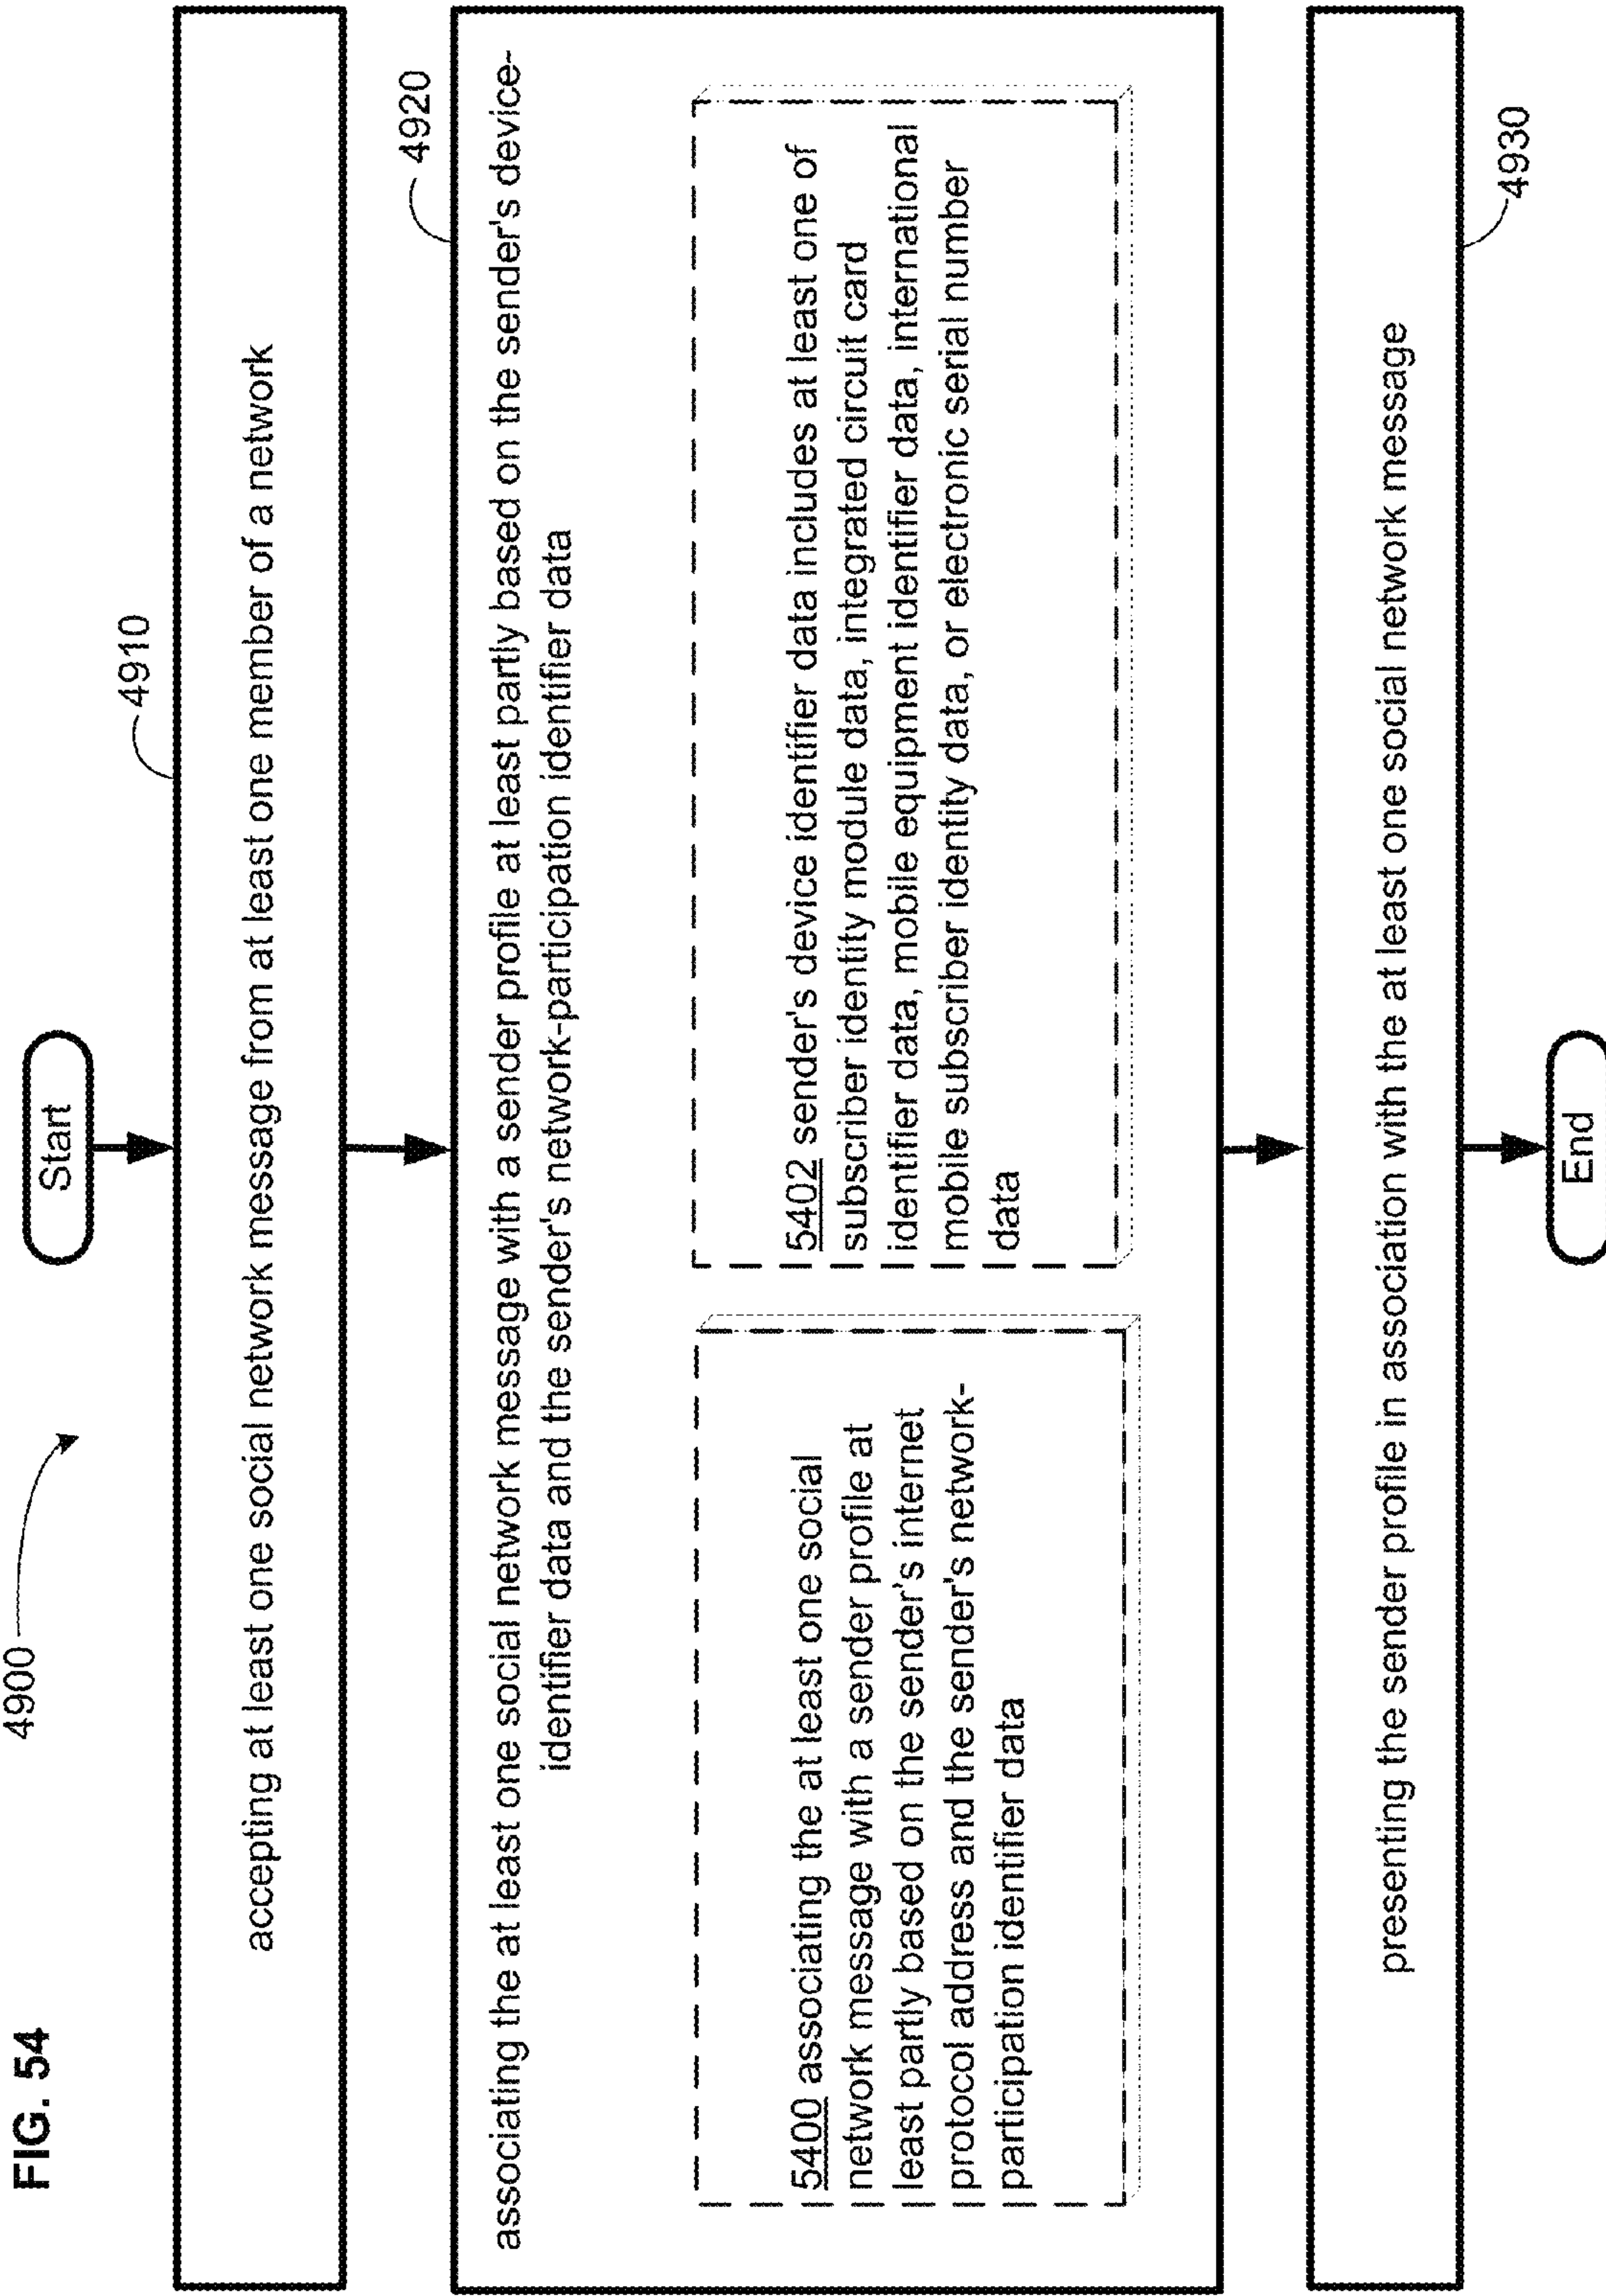 FIG. 54
4900
Start
4910
accepting at least one social network message from at least one member of a network
4920
associating the at least one social network message with a sender profile at least partly based on the sender's device-
identifier data and the sender's network-participation identifier data
5400 associating the at least one social
network message with a sender profile at
least partly based on the sender's internet
protocol address and the sender's network-
participation identifier data
5402 sender's device identifier data includes at least one of
subscriber identity module data, integrated circuit card
identifier data, mobile equipment identifier data, international
mobile subscriber identity data, or electronic serial number
data
4930
presenting the sender profile in association with the at least one social network message
End